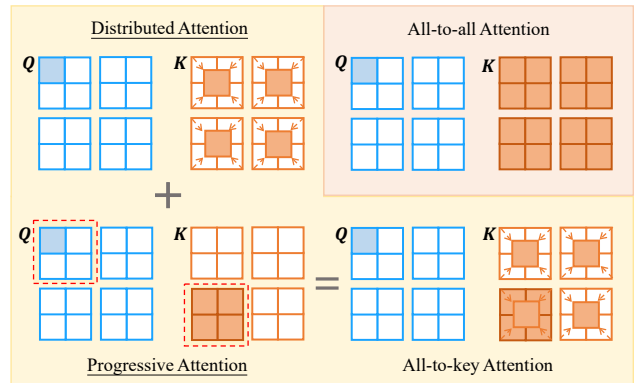 Distributed Attention
All-to-all Attention
Q
K
Q
K
+
Q
K
=
Q
K
Progressive Attention
All-to-key Attention